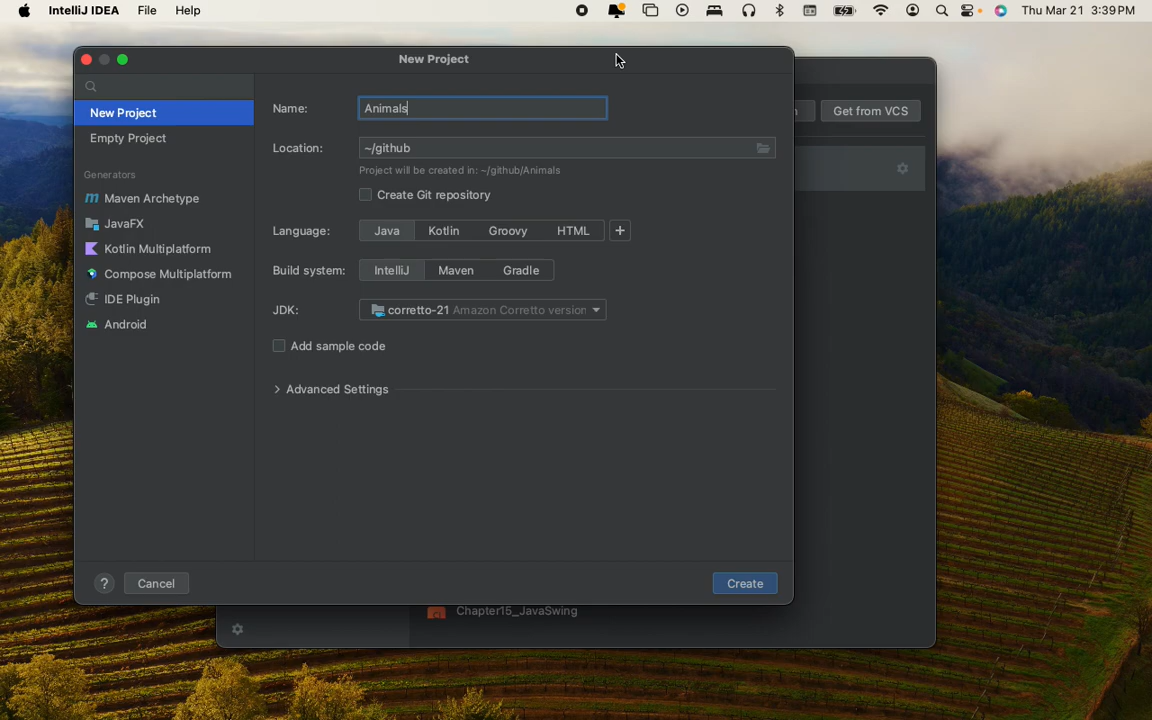 IntelliJ IDEA File Help Thu Mar 21 3:39 PM
New Project
New Project
Empty Project
Generators
Maven Archetype
JavaFX
Kotlin Multiplatform
Compose Multiplatform
IDE Plugin
Android
Name: Animals
Location: ~/github
Project will be created in: ~/github/Animals
Create Git repository
Language: Java Kotlin Groovy HTML +
Build system: IntelliJ Maven Gradle
JDK: corretto-21 Amazon Corretto version
Add sample code
Advanced Settings
? Cancel Create
Get from VCS
Chapter15_JavaSwing